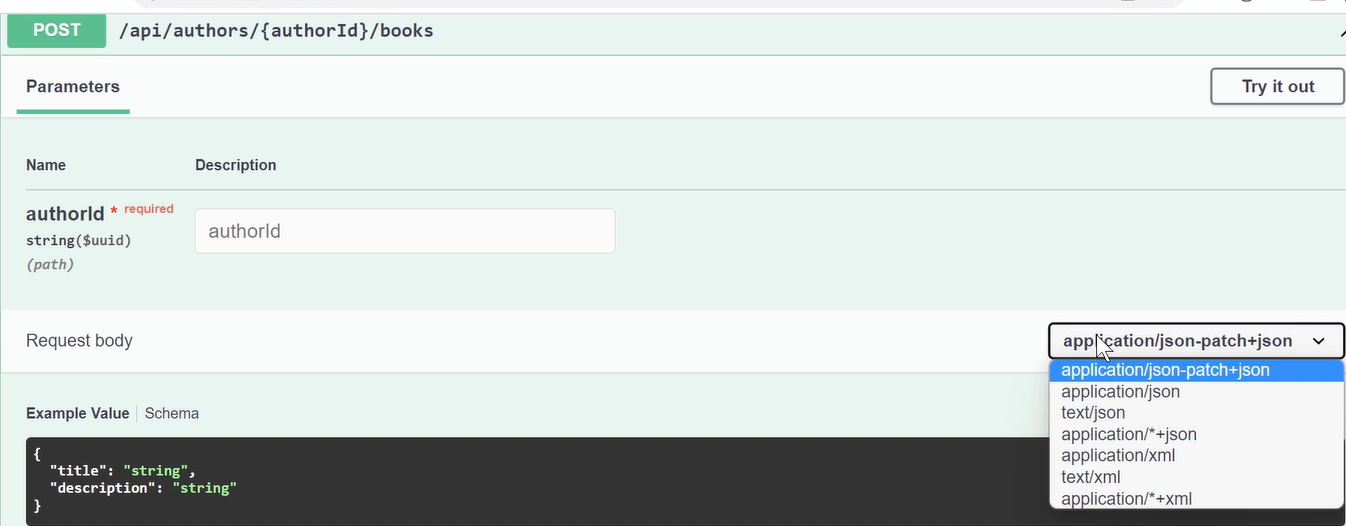 POST /api/authors/{authorId}/books
Parameters
Try it out
Name Description
authorId * required
string($uuid)
(path)
authorId
Request body
application/json-patch+json
application/json-patch+json
application/json
text/json
application/*+json
application/xml
text/xml
application/*+xml
Example Value Schema
{
"title": "string",
"description": "string"
}